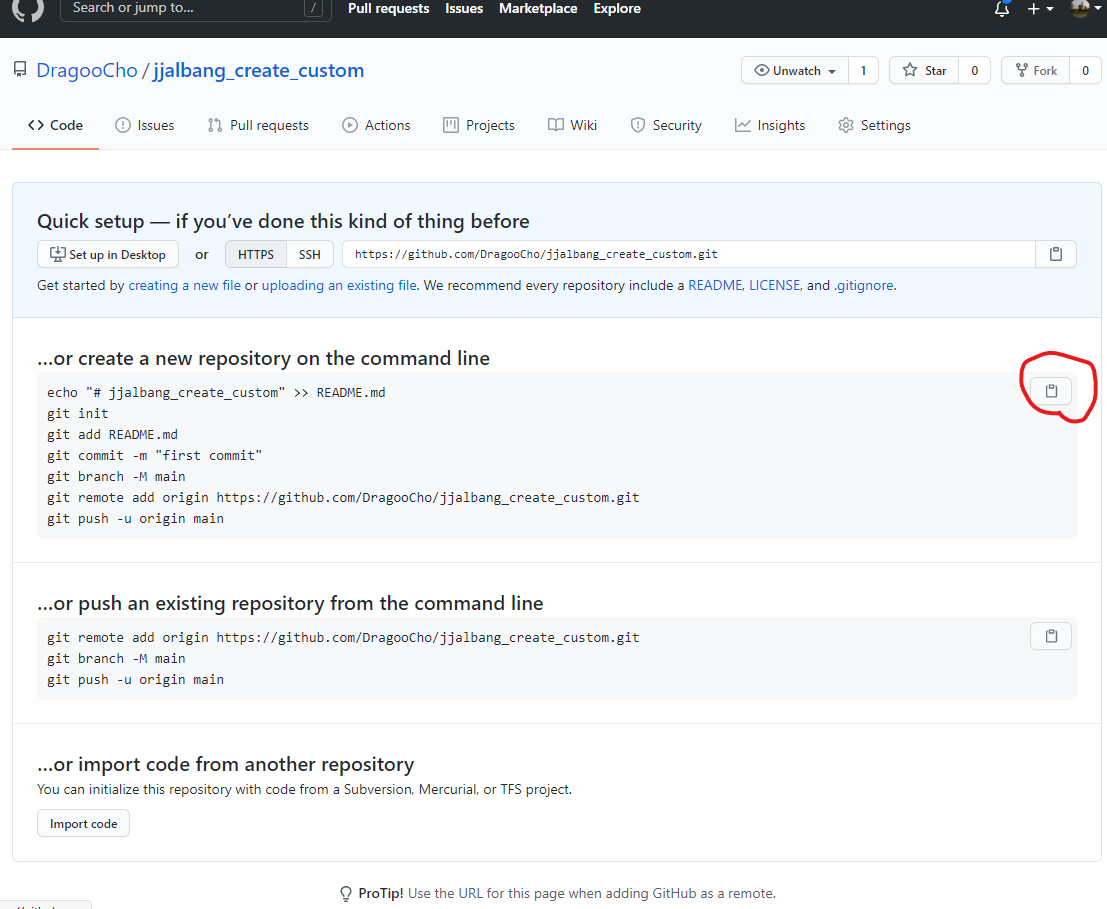 Search or jump to... /
Pull requests Issues Marketplace Explore
DragooCho / jjalbang_create_custom
Unwatch 1 Star 0 Fork 0
Code Issues Pull requests Actions Projects Wiki Security Insights Settings
Quick setup — if you’ve done this kind of thing before
Set up in Desktop or HTTPS SSH https://github.com/DragooCho/jjalbang_create_custom.git
Get started by creating a new file or uploading an existing file. We recommend every repository include a README, LICENSE, and .gitignore.
…or create a new repository on the command line
echo "# jjalbang_create_custom" >> README.md
git init
git add README.md
git commit -m "first commit"
git branch -M main
git remote add origin https://github.com/DragooCho/jjalbang_create_custom.git
git push -u origin main
…or push an existing repository from the command line
git remote add origin https://github.com/DragooCho/jjalbang_create_custom.git
git branch -M main
git push -u origin main
…or import code from another repository
You can initialize this repository with code from a Subversion, Mercurial, or TFS project.
Import code
ProTip! Use the URL for this page when adding GitHub as a remote.